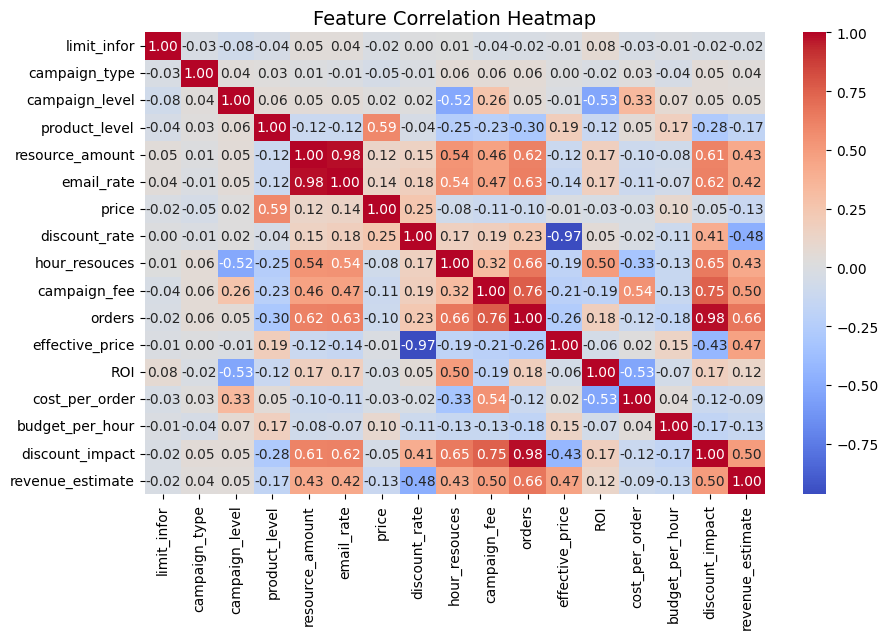 Feature Correlation Heatmap
limit_infor 1.00 -0.03 -0.08 -0.04 0.05 0.04 -0.02 0.00 0.01 -0.04 -0.02 -0.01 0.08 -0.03 -0.01 -0.02 -0.02
campaign_type -0.03 1.00 0.04 0.03 0.01 -0.01 -0.05 -0.01 0.06 0.06 0.06 0.00 -0.02 0.03 -0.04 0.05 0.04
campaign_level -0.08 0.04 1.00 0.06 0.05 0.05 0.02 0.02 -0.52 0.26 0.05 -0.01 -0.53 0.33 0.07 0.05 0.05
product_level -0.04 0.03 0.06 1.00 -0.12 -0.12 0.59 -0.04 -0.25 -0.23 -0.30 0.19 -0.12 0.05 0.17 -0.28 -0.17
resource_amount 0.05 0.01 0.05 -0.12 1.00 0.98 0.12 0.15 0.54 0.46 0.62 -0.12 0.17 -0.10 -0.08 0.61 0.43
email_rate 0.04 -0.01 0.05 -0.12 0.98 1.00 0.14 0.18 0.54 0.47 0.63 -0.14 0.17 -0.11 -0.07 0.62 0.42
price -0.02 -0.05 0.02 0.59 0.12 0.14 1.00 0.25 -0.08 -0.11 -0.10 -0.01 -0.03 -0.03 0.10 -0.05 -0.13
discount_rate 0.00 -0.01 0.02 -0.04 0.15 0.18 0.25 1.00 0.17 0.19 0.23 -0.97 0.05 -0.02 -0.11 0.41 -0.48
hour_resouces 0.01 0.06 -0.52 -0.25 0.54 0.54 -0.08 0.17 1.00 0.32 0.66 -0.19 0.50 -0.33 -0.13 0.65 0.43
campaign_fee -0.04 0.06 0.26 -0.23 0.46 0.47 -0.11 0.19 0.32 1.00 0.76 -0.21 -0.19 0.54 -0.13 0.75 0.50
orders -0.02 0.06 0.05 -0.30 0.62 0.63 -0.10 0.23 0.66 0.76 1.00 -0.26 0.18 -0.12 -0.18 0.98 0.66
effective_price -0.01 0.00 -0.01 0.19 -0.12 -0.14 -0.01 -0.97 -0.19 -0.21 -0.26 1.00 -0.06 0.02 0.15 -0.43 0.47
ROI 0.08 -0.02 -0.53 -0.12 0.17 0.17 -0.03 0.05 0.50 -0.19 0.18 -0.06 1.00 -0.53 -0.07 0.17 0.12
cost_per_order -0.03 0.03 0.33 0.05 -0.10 -0.11 -0.03 -0.02 -0.33 0.54 -0.12 0.02 -0.53 1.00 0.04 -0.12 -0.09
budget_per_hour -0.01 -0.04 0.07 0.17 -0.08 -0.07 0.10 -0.11 -0.13 -0.13 -0.18 0.15 -0.07 0.04 1.00 -0.17 -0.13
discount_impact -0.02 0.05 0.05 -0.28 0.61 0.62 -0.05 0.41 0.65 0.75 0.98 -0.43 0.17 -0.12 -0.17 1.00 0.50
revenue_estimate -0.02 0.04 0.05 -0.17 0.43 0.42 -0.13 -0.48 0.43 0.50 0.66 0.47 0.12 -0.09 -0.13 0.50 1.00
limit_infor
campaign_type
campaign_level
product_level
resource_amount
email_rate
price
discount_rate
hour_resouces
campaign_fee
orders
effective_price
ROI
cost_per_order
budget_per_hour
discount_impact
revenue_estimate
1.00
0.75
0.50
0.25
0.00
−0.25
−0.50
−0.75